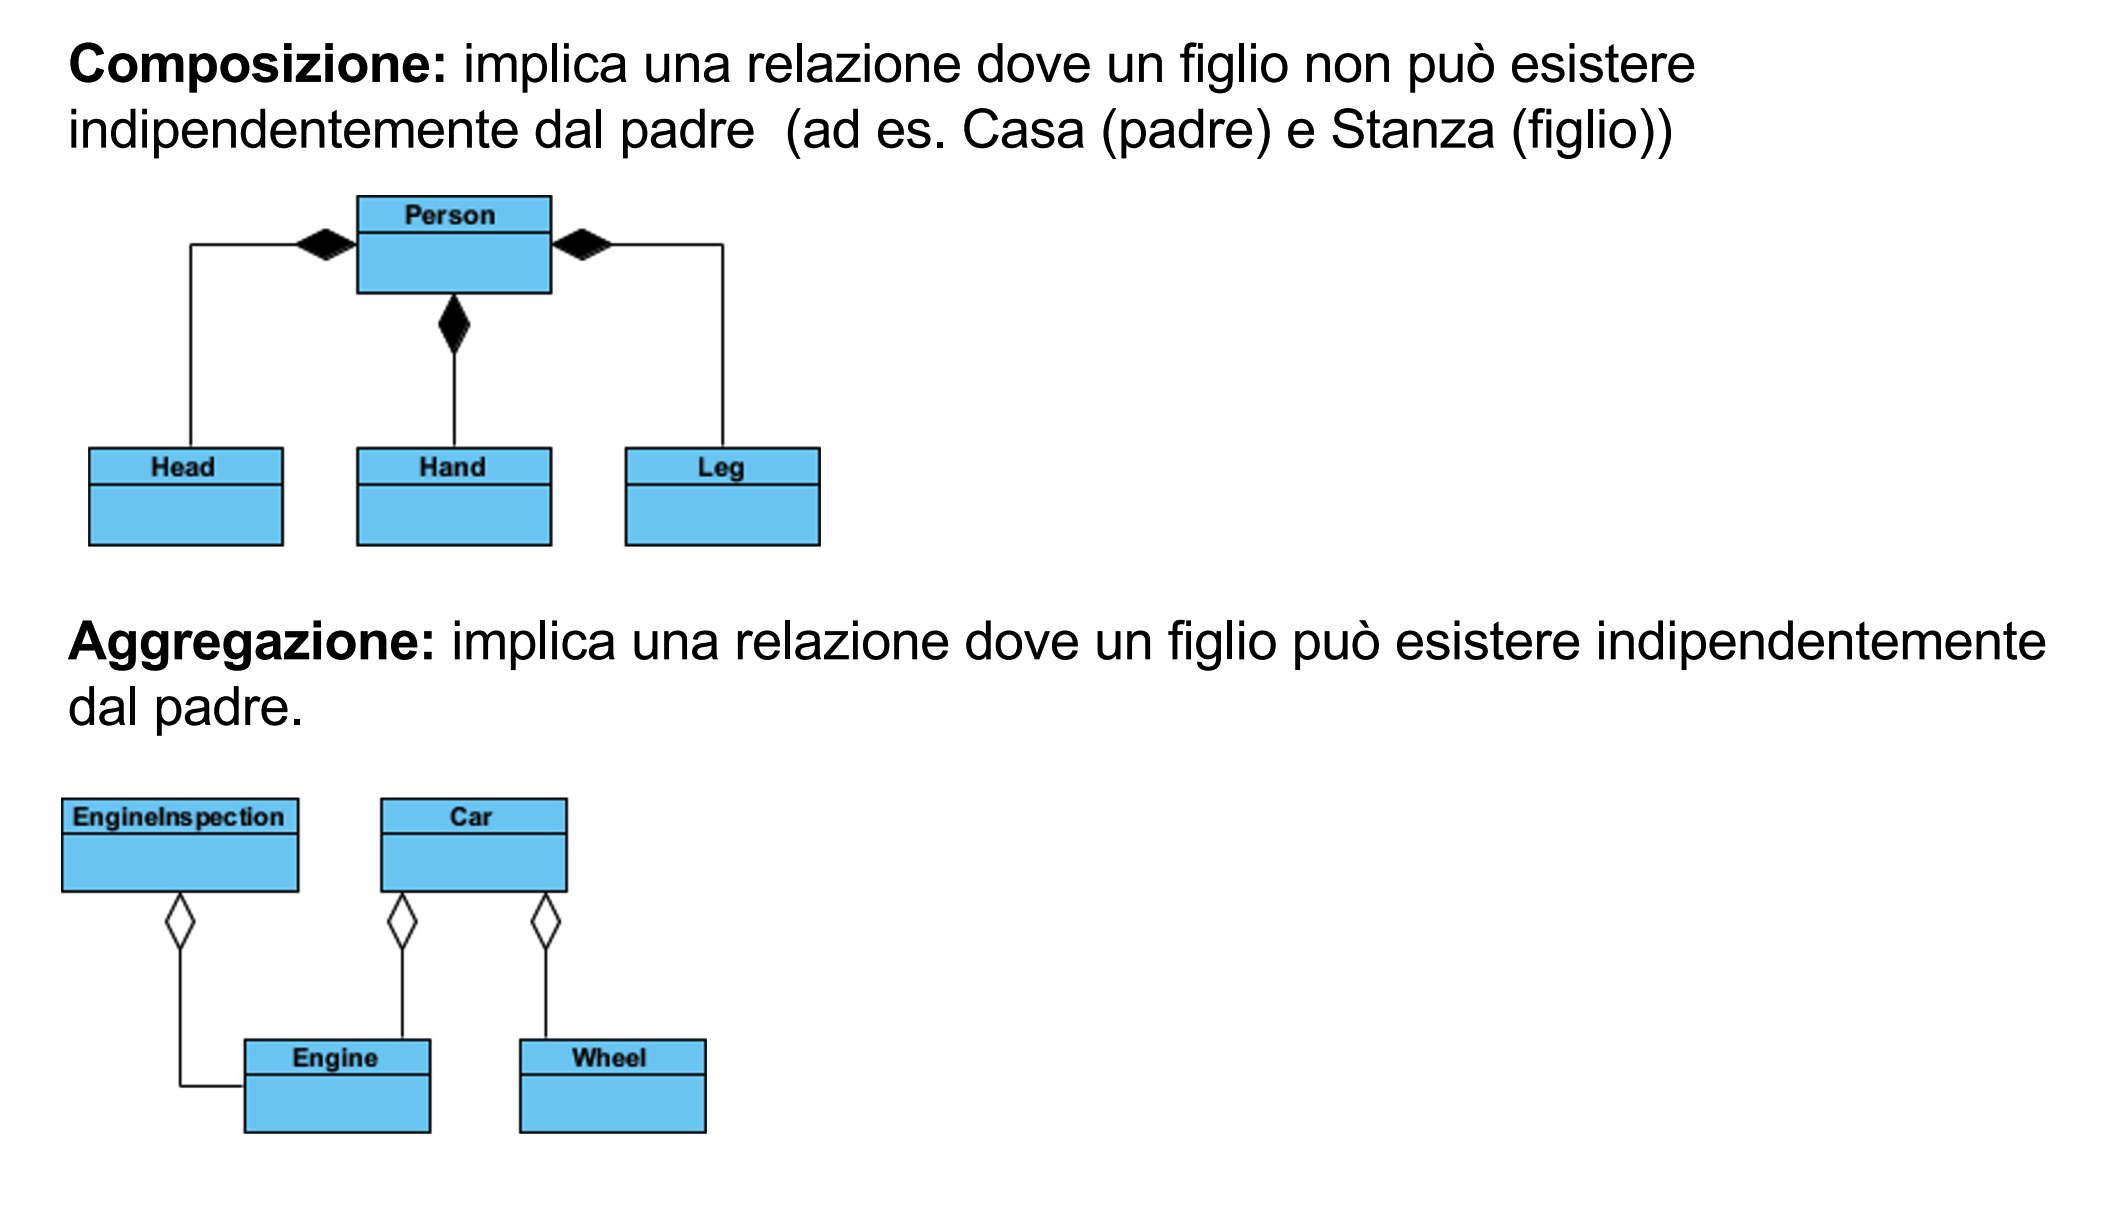 Composizione: implica una relazione dove un figlio non può esistere
indipendentemente dal padre  (ad es. Casa (padre) e Stanza (figlio))
Person
Head
Hand
Leg
Aggregazione: implica una relazione dove un figlio può esistere indipendentemente
dal padre.
EngineInspection
Car
Engine
Wheel